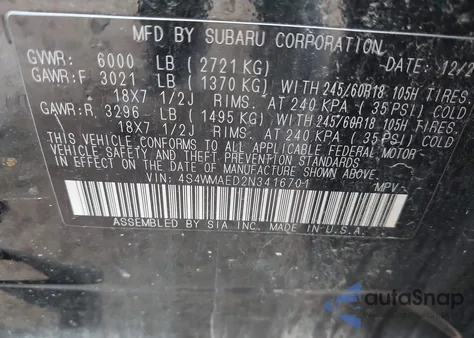 MFD BY SUBARU CORPORATION
GVWR: 6000 LB (2721 KG) DATE: 12/2
GAWR:F 3021 LB (1370 KG) WITH 245/60R18 105H TIRES
18X7 1/2J RIMS. AT 240 KPA (35 PSI) COLD
GAWR:R 3296 LB (1495 KG) WITH 245/60R18 105H TIRES
18X7 1/2J RIMS. AT 240 KPA (35 PSI) COLD
THIS VEHICLE CONFORMS TO ALL APPLICABLE FEDERAL MOTOR
VEHICLE SAFETY AND THEFT PREVENTION STANDARDS
IN EFFECT ON THE DATE OF MANUFACTURE SHOWN ABOVE.
VIN: 4S4WMAED2N3416701 MPV
ASSEMBLED BY SIA INC. MADE IN U.S.A.
autoSnap